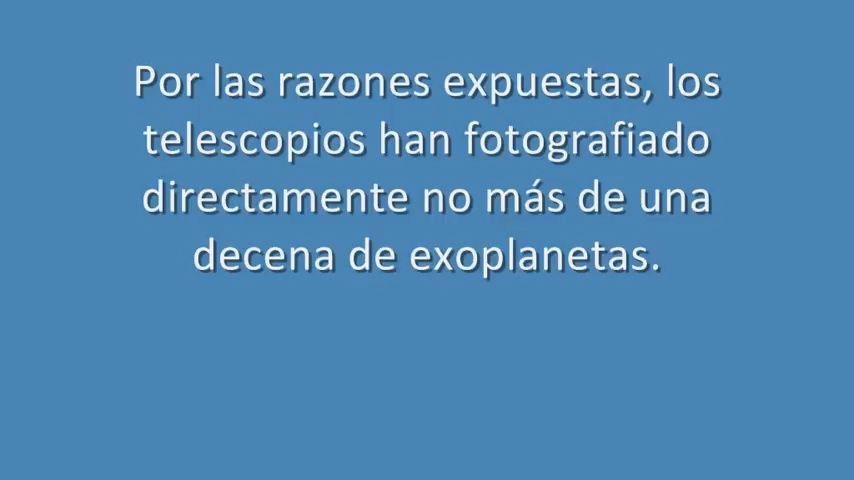 Por las razones expuestas, los
telescopios han fotografiado
directamente no más de una
decena de exoplanetas.